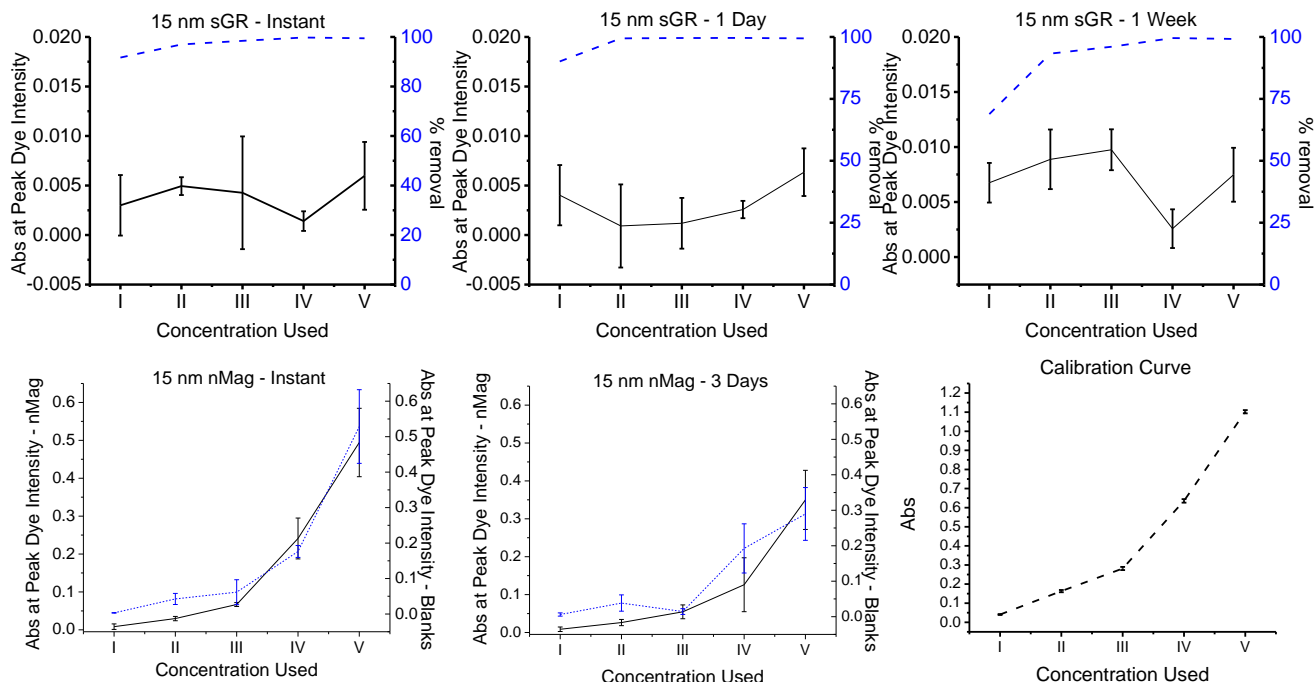 15 nm sGR - Instant
Abs at Peak Dye Intensity
0.020
0.015
0.010
0.005
0.000
-0.005
100
80
60
40
20
0
% removal
I II III IV V
Concentration Used
15 nm sGR - 1 Day
Abs at Peak Dye Intensity
0.020
0.015
0.010
0.005
0.000
-0.005
100
75
50
25
0
% removal
I II III IV V
Concentration Used
15 nm sGR - 1 Week
Abs at Peak Dye Intensity
0.020
0.015
0.010
0.005
0.000
100
75
50
25
0
% removal
I II III IV V
Concentration Used
15 nm nMag - Instant
Abs at Peak Dye Intensity - nMag
0.6
0.5
0.4
0.3
0.2
0.1
0.0
0.6
0.5
0.4
0.3
0.2
0.1
0.0
Abs at Peak Dye Intensity - Blanks
I II III IV V
Concentration Used
15 nm nMag - 3 Days
Abs at Peak Dye Intensity - nMag
0.6
0.5
0.4
0.3
0.2
0.1
0.0
0.6
0.5
0.4
0.3
0.2
0.1
0.0
Abs at Peak Dye Intensity - Blanks
I II III IV V
Concentration Used
Calibration Curve
Abs
1.2
1.1
1.0
0.9
0.8
0.7
0.6
0.5
0.4
0.3
0.2
0.1
0.0
I II III IV V
Concentration Used